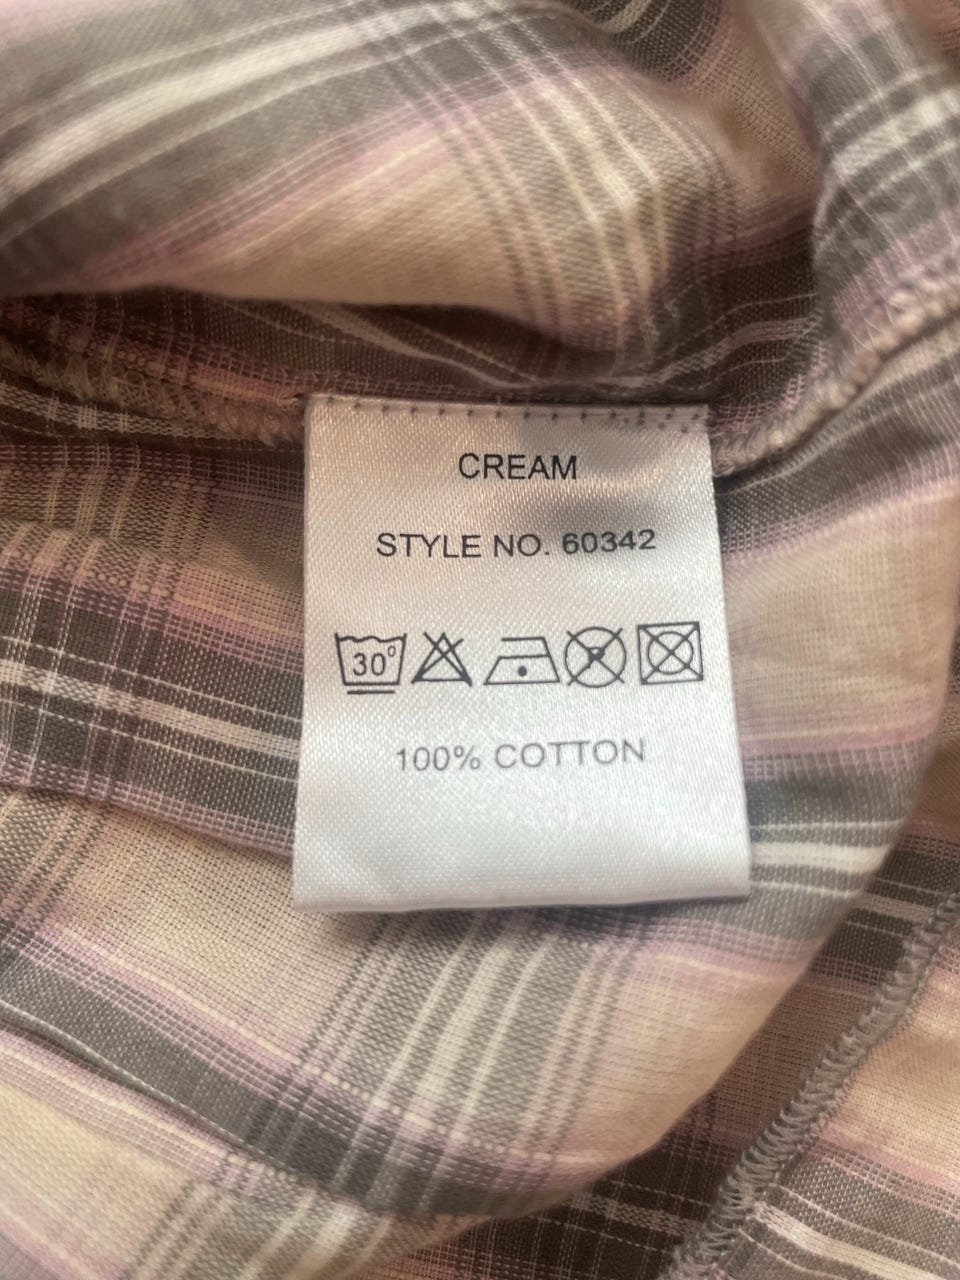 CREAM
STYLE NO. 60342
30°
100% COTTON